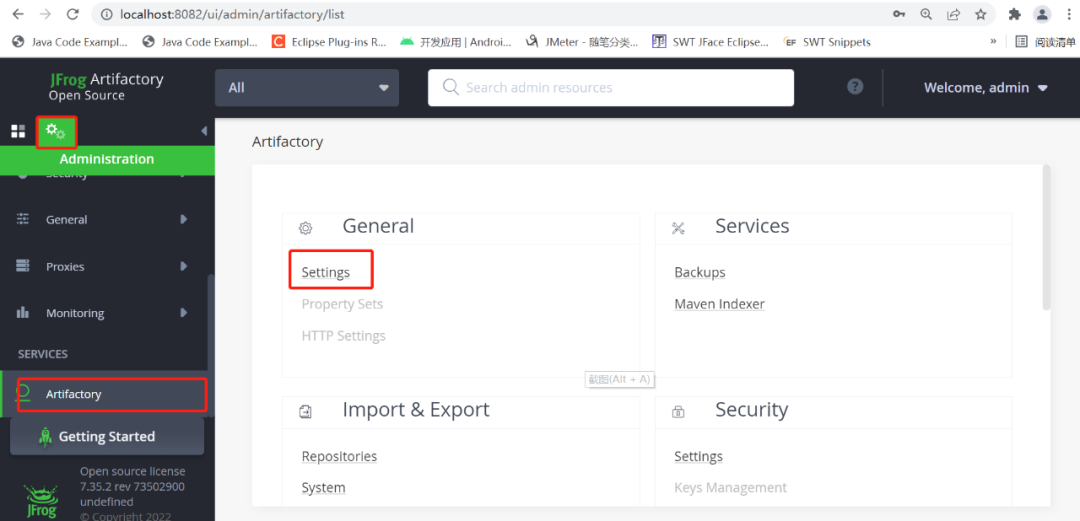 localhost:8082/ui/admin/artifactory/list
Java Code Exampl... Java Code Exampl... Eclipse Plug-ins R... 开发应用 | Androi... JMeter - 随笔分类... SWT JFace Eclipse... EF SWT Snippets » 阅读清单
JFrog Artifactory
Open Source
All
Search admin resources
?
Welcome, admin
Administration
Security
General
Proxies
Monitoring
SERVICES
Artifactory
Getting Started
Open source license
7.35.2 rev 73502900
undefined
© Copyright 2022
JFrog
Artifactory
General
Settings
Property Sets
HTTP Settings
Services
Backups
Maven Indexer
截图(Alt + A)
Import & Export
Repositories
System
Security
Settings
Keys Management